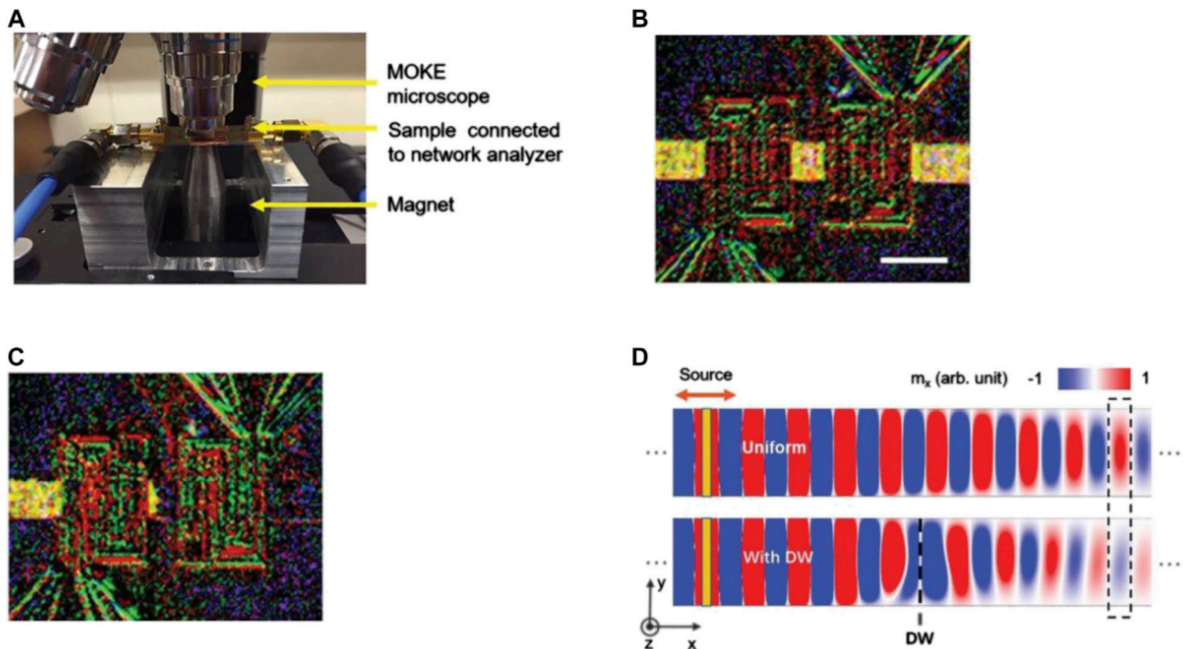 A
MOKE
microscope
Sample connected
to network analyzer
Magnet
B
C
D
Source
mx (arb. unit) -1 1
Uniform
With DW
y
z
x
DW